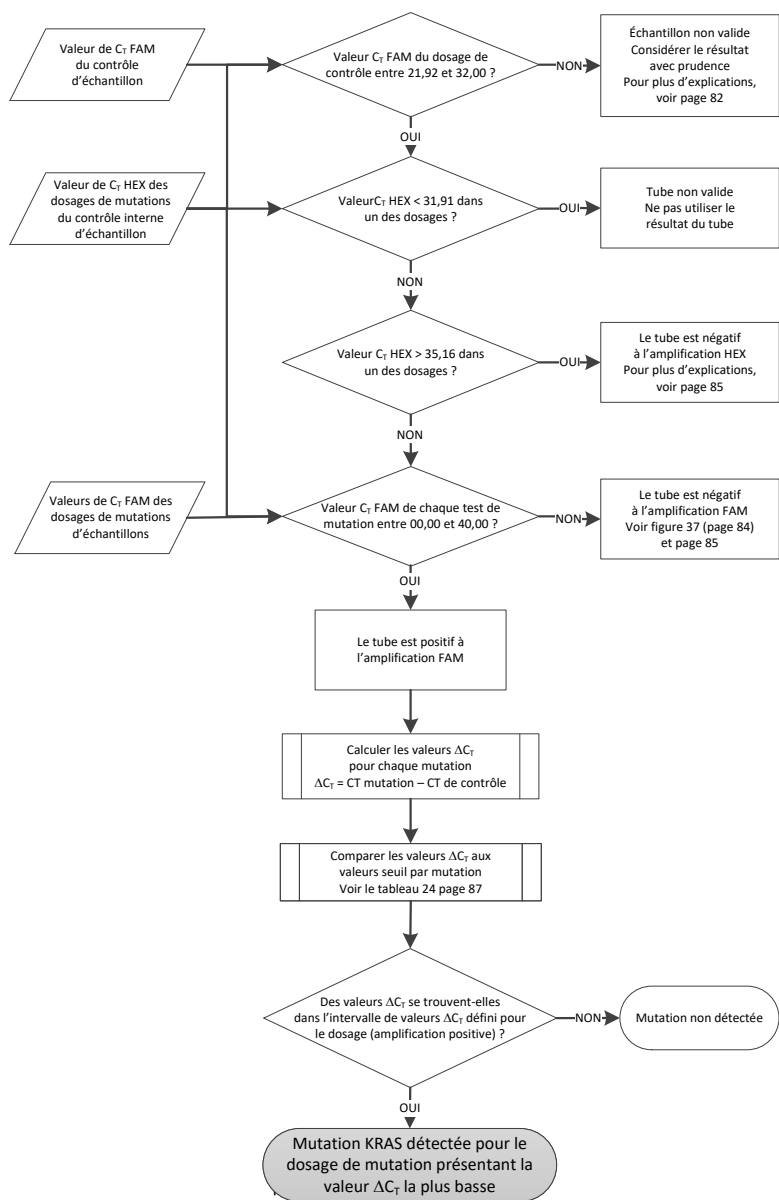 Valeur de CT FAM
du contrôle
d’échantillon
Valeur CT FAM du dosage de
contrôle entre 21,92 et 32,00 ?
NON
Échantillon non valide
Considérer le résultat
avec prudence
Pour plus d’explications,
voir page 82
OUI
Valeur de CT HEX des
dosages de mutations
du contrôle interne
d’échantillon
ValeurCT HEX < 31,91 dans
un des dosages ?
OUI
Tube non valide
Ne pas utiliser le
résultat du tube
NON
Valeur CT HEX > 35,16 dans
un des dosages ?
OUI
Le tube est négatif
à l’amplification HEX
Pour plus d’explications,
voir page 85
NON
Valeurs de CT FAM des
dosages de mutations
d’échantillons
Valeur CT FAM de chaque test de
mutation entre 00,00 et 40,00 ?
NON
Le tube est négatif
à l’amplification FAM
Voir figure 37 (page 84)
et page 85
OUI
Le tube est positif à
l’amplification FAM
Calculer les valeurs ΔCT
pour chaque mutation
ΔCT = CT mutation – CT de contrôle
Comparer les valeurs ΔCT aux
valeurs seuil par mutation
Voir le tableau 24 page 87
Des valeurs ΔCT se trouvent-elles
dans l’intervalle de valeurs ΔCT défini pour
le dosage (amplification positive) ?
NON
Mutation non détectée
OUI
Mutation KRAS détectée pour le
dosage de mutation présentant la
valeur ΔCT la plus basse